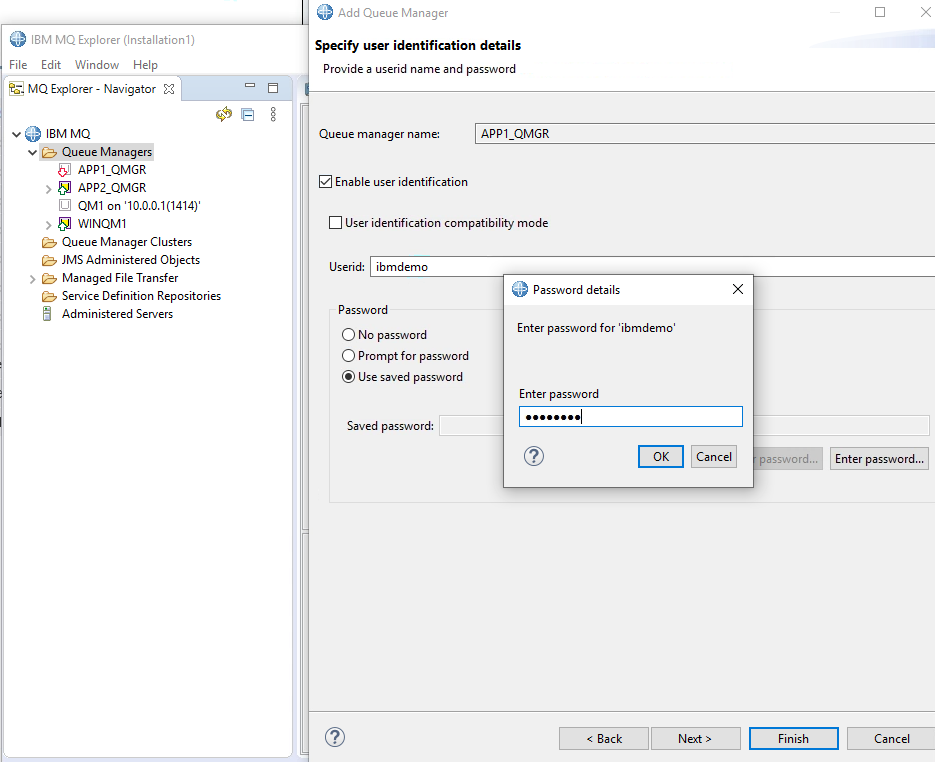 IBM MQ Explorer (Installation1)
File Edit Window Help
MQ Explorer - Navigator
IBM MQ
Queue Managers
APP1_QMGR
APP2_QMGR
QM1 on '10.0.0.1(1414)'
WINQM1
Queue Manager Clusters
JMS Administered Objects
Managed File Transfer
Service Definition Repositories
Administered Servers
Add Queue Manager
Specify user identification details
Provide a userid name and password
Queue manager name: APP1_QMGR
Enable user identification
User identification compatibility mode
Userid: ibmdemo
Password
No password
Prompt for password
Use saved password
Saved password:
password... Enter password...
Password details
Enter password for 'ibmdemo'
Enter password
●●●●●●●●
? OK Cancel
? < Back Next > Finish Cancel